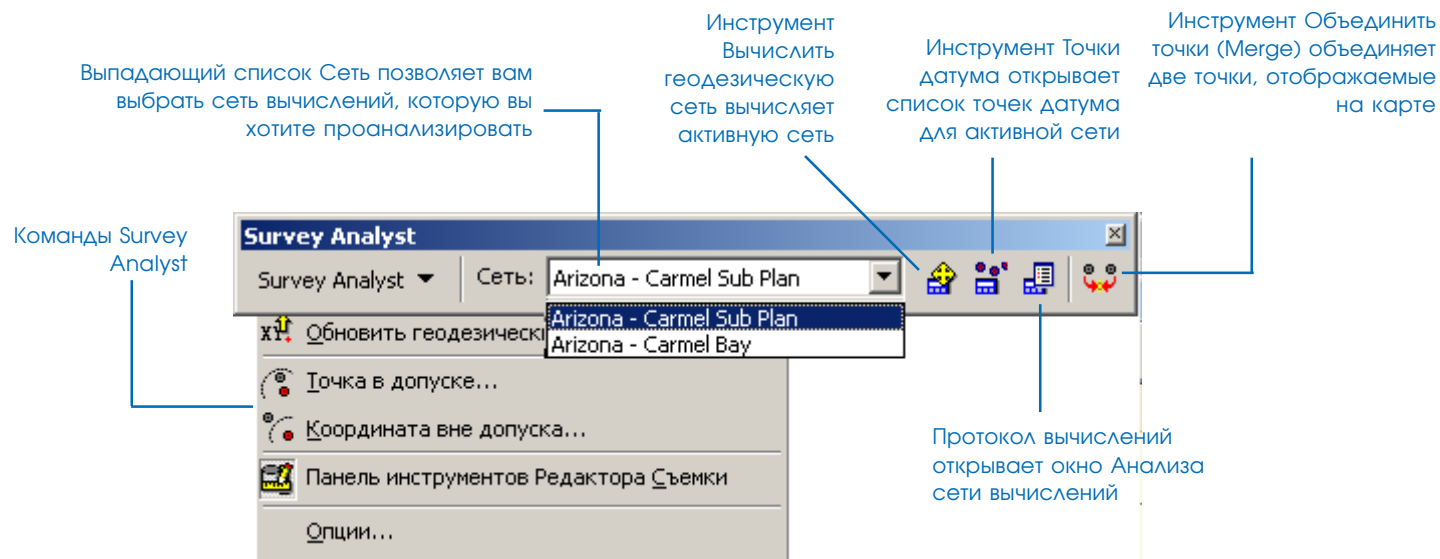 Выпадающий список Сеть позволяет вам
выбрать сеть вычислений, которую вы
хотите проанализировать
Инструмент
Вычислить
геодезическую
сеть вычисляет
активную сеть
Инструмент Точки
датума открывает
список точек датума
для активной сети
Инструмент Объединить
точки (Merge) объединяет
две точки, отображаемые
на карте
Команды Survey
Analyst
Survey Analyst
Survey Analyst
Сеть:
Arizona - Carmel Sub Plan
Arizona - Carmel Sub Plan
Arizona - Carmel Bay
Обновить геодезически
Точка в допуске...
Координата вне допуска...
Панель инструментов Редактора Съемки
Опции...
Протокол вычислений
открывает окно Анализа
сети вычислений